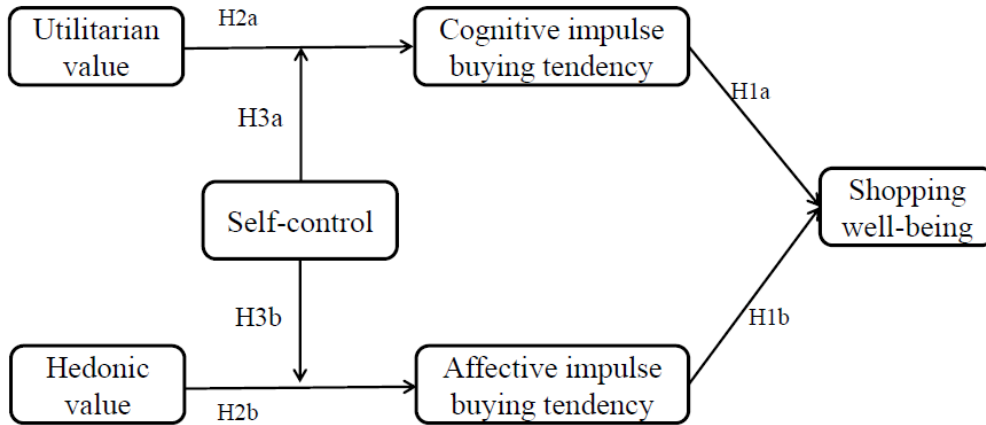 Utilitarian
value
H2a
Cognitive impulse
buying tendency
H1a
H3a
Self-control
Shopping
well-being
H3b
H1b
Hedonic
value
H2b
Affective impulse
buying tendency